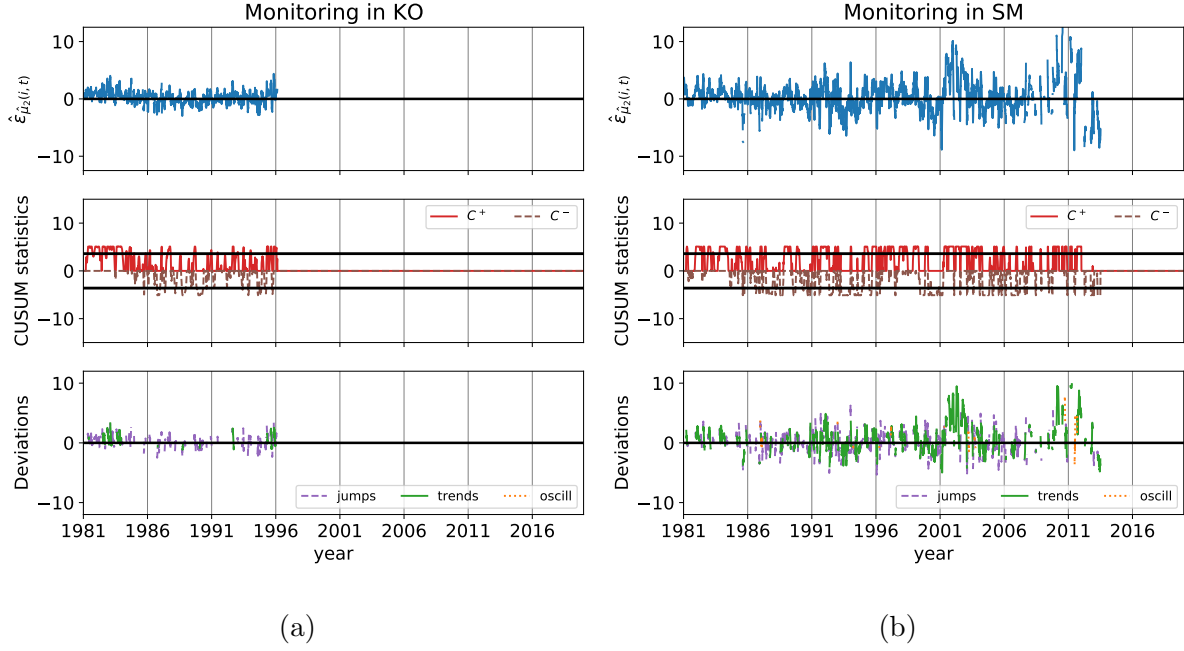 Monitoring in KO
10
0
−10
ε̂_μ̂₂(i, t)
10
0
−10
CUSUM statistics
C⁺ C⁻
10
0
−10
Deviations
jumps trends oscill
1981 1986 1991 1996 2001 2006 2011 2016
year
(a)
Monitoring in SM
10
0
−10
ε̂_μ̂₂(i, t)
10
0
−10
CUSUM statistics
C⁺ C⁻
10
0
−10
Deviations
jumps trends oscill
1981 1986 1991 1996 2001 2006 2011 2016
year
(b)